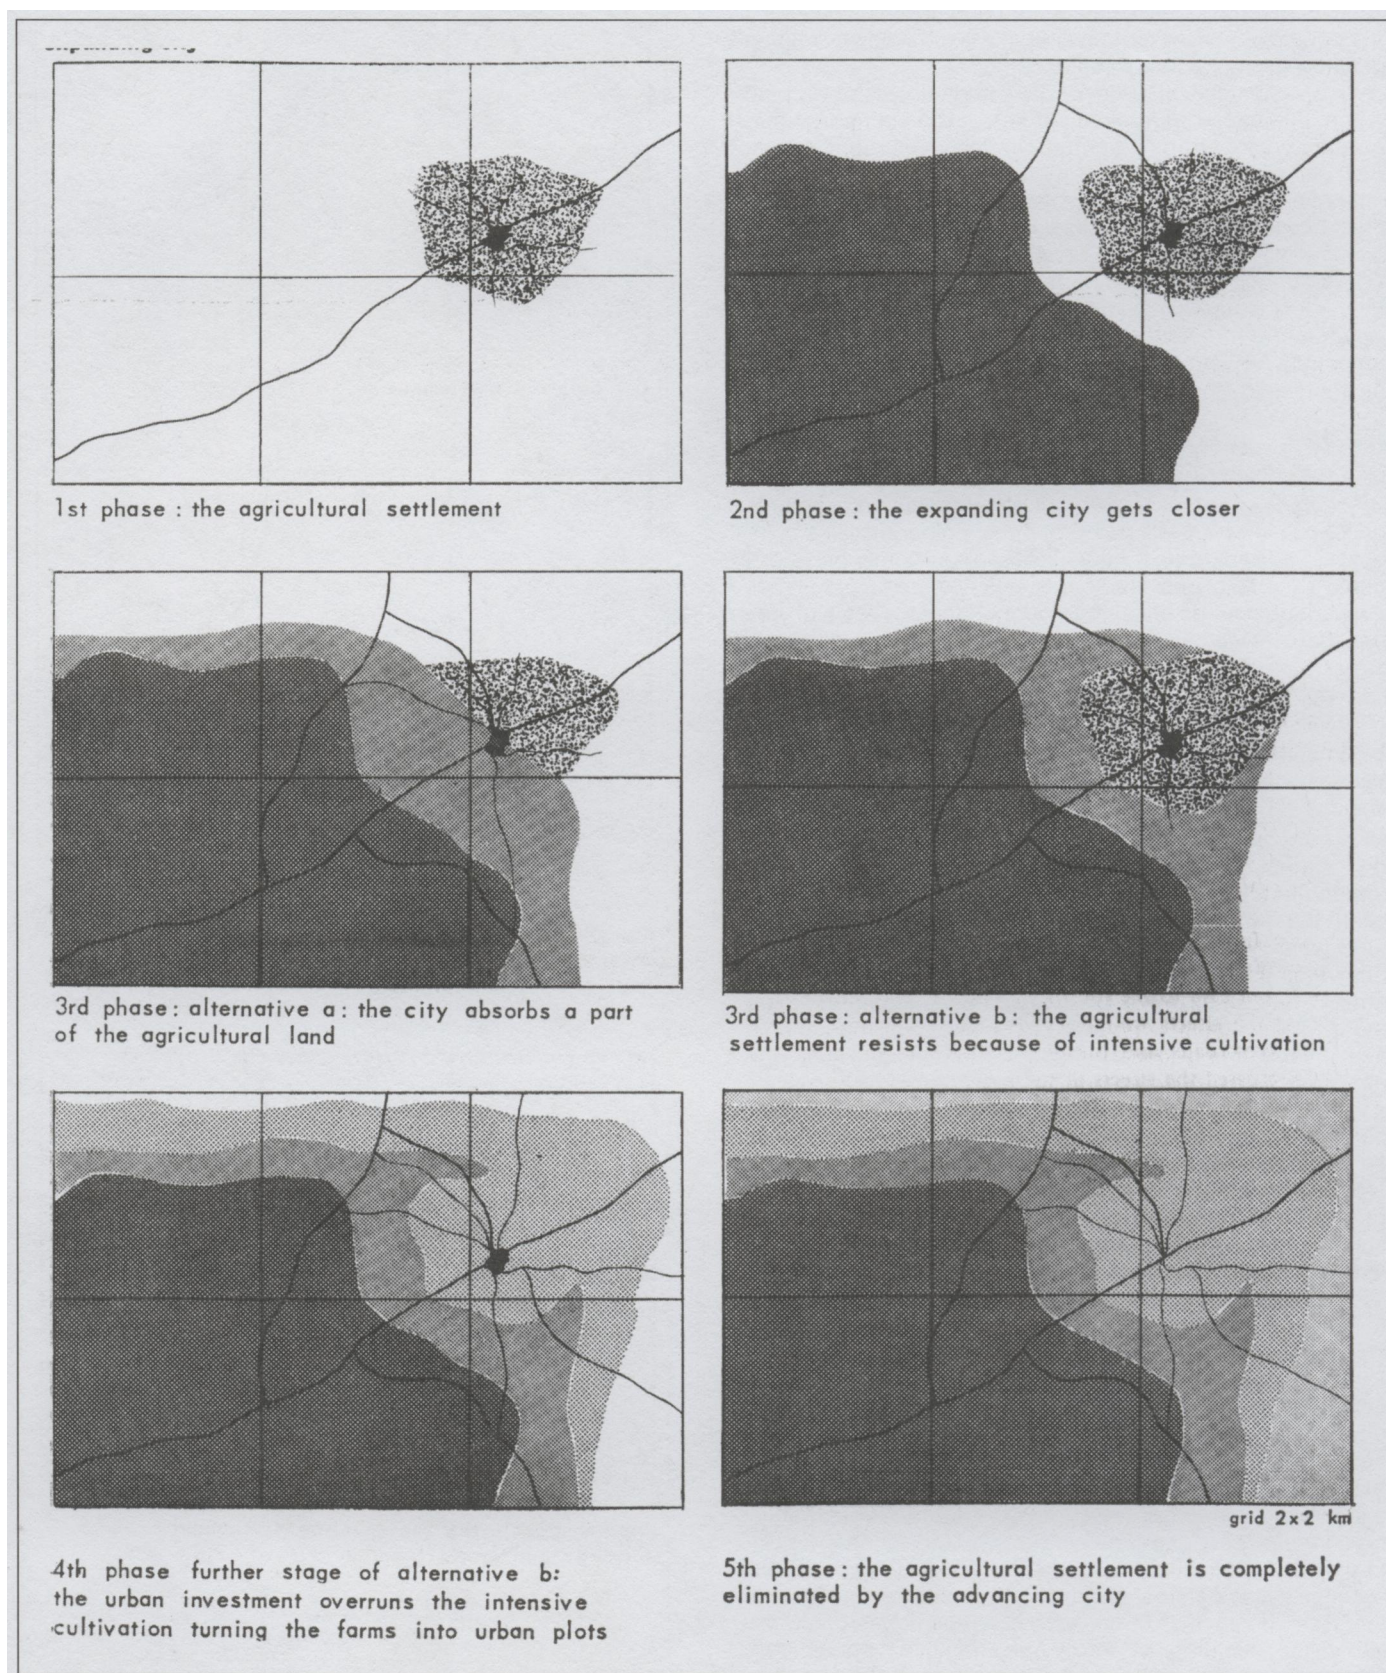 1st phase : the agricultural settlement
2nd phase : the expanding city gets closer
3rd phase : alternative a : the city absorbs a part
of the agricultural land
3rd phase : alternative b : the agricultural
settlement resists because of intensive cultivation
grid 2x2 km
4th phase further stage of alternative b:
the urban investment overruns the intensive
cultivation turning the farms into urban plots
5th phase : the agricultural settlement is completely
eliminated by the advancing city